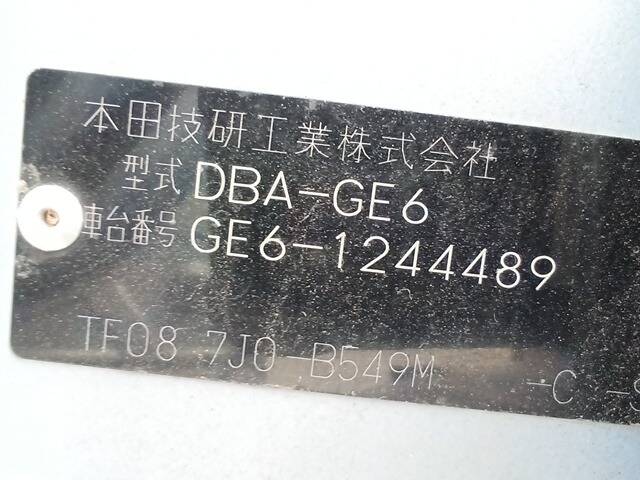 本田技研工業株式会社
型式 DBA-GE6
車台番号 GE6-1244489
TF08 7J0-B549M -C -S